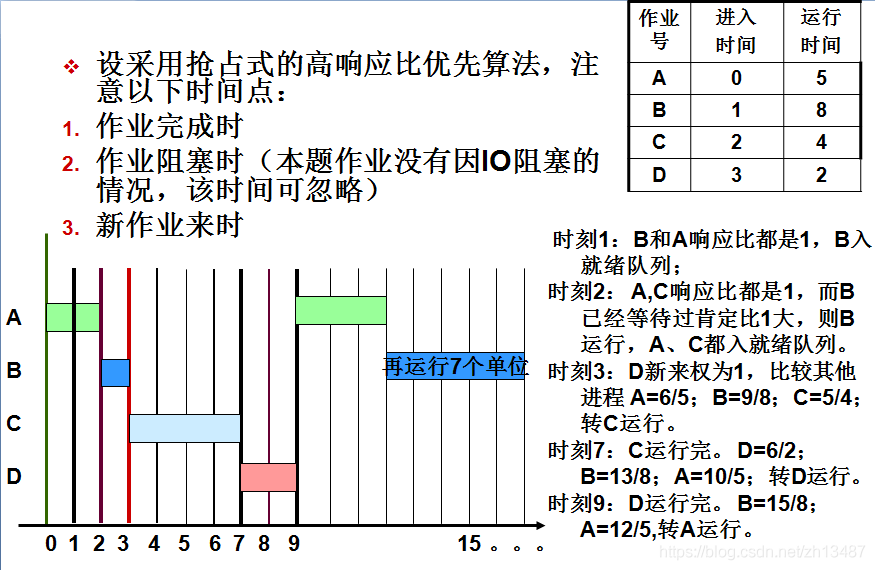 ❖ 设采用抢占式的高响应比优先算法，注
意以下时间点：
1. 作业完成时
2. 作业阻塞时（本题作业没有因IO阻塞的
情况，该时间可忽略）
3. 新作业来时
作业号 进入时间 运行时间
A 0 5
B 1 8
C 2 4
D 3 2
时刻1：B和A响应比都是1，B入
就绪队列；
时刻2： A,C响应比都是1，而B
已经等待过肯定比1大，则B
运行，A、C都入就绪队列。
时刻3：D新来权为1，比较其他
进程 A=6/5；B=9/8；C=5/4；
转C运行。
时刻7：C运行完。D=6/2；
B=13/8；A=10/5；转D运行。
时刻9：D运行完。B=15/8；
A=12/5,转A运行。
A
B
再运行7个单位
C
D
0 1 2 3 4 5 6 7 8 9 15 。。。
https://blog.csdn.net/zh13487